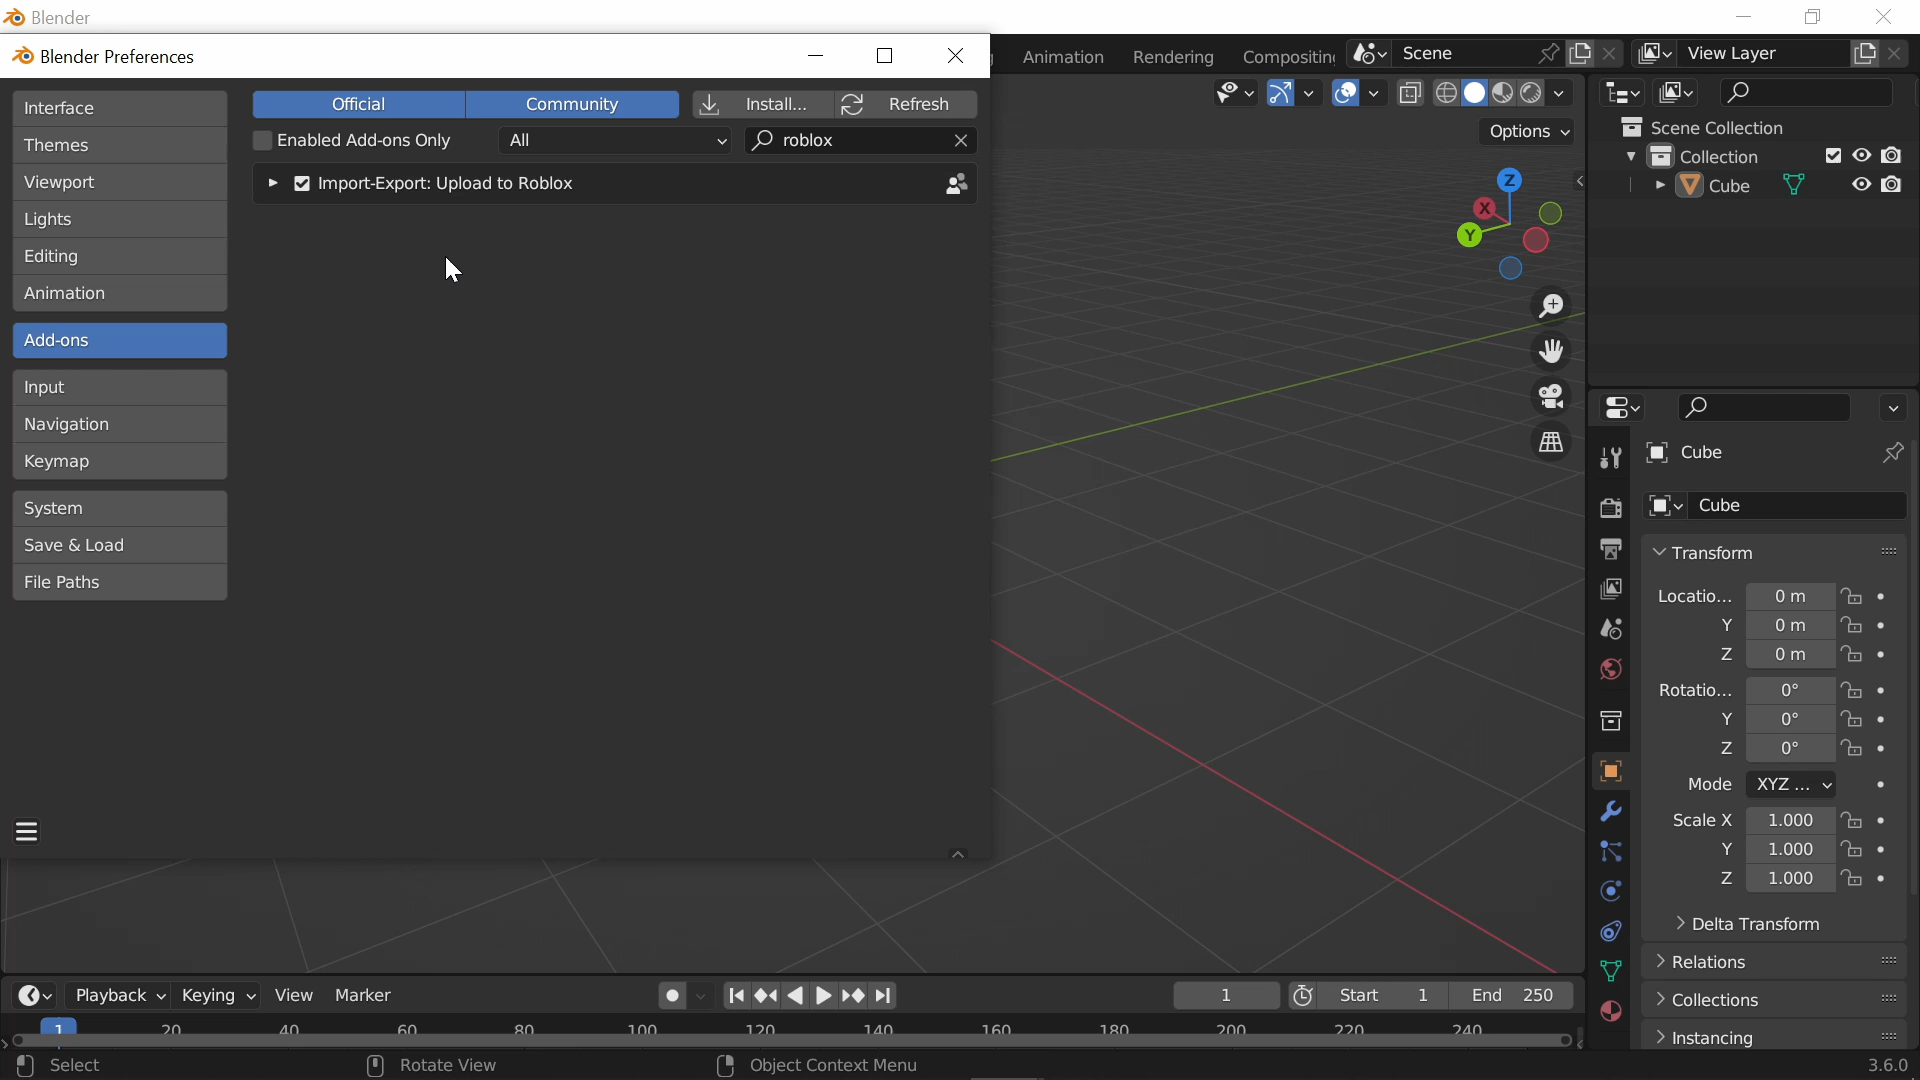 Blender
Blender Preferences
Animation
Rendering
Compositing
Scene
View Layer
Interface
Themes
Viewport
Lights
Editing
Animation
Add-ons
Input
Navigation
Keymap
System
Save & Load
File Paths
Official
Community
Install...
Refresh
Enabled Add-ons Only
All
roblox
Import-Export: Upload to Roblox
Options
Z
X
Y
Scene Collection
Collection
Cube
Cube
Cube
Transform
Locatio... 0 m
Y 0 m
Z 0 m
Rotatio... 0°
Y 0°
Z 0°
Mode XYZ ...
Scale X 1.000
Y 1.000
Z 1.000
Delta Transform
Relations
Collections
Instancing
Playback
Keying
View
Marker
1
Start 1
End 250
1 20 40 60 80 100 120 140 160 180 200 220 240
Select
Rotate View
Object Context Menu
3.6.0